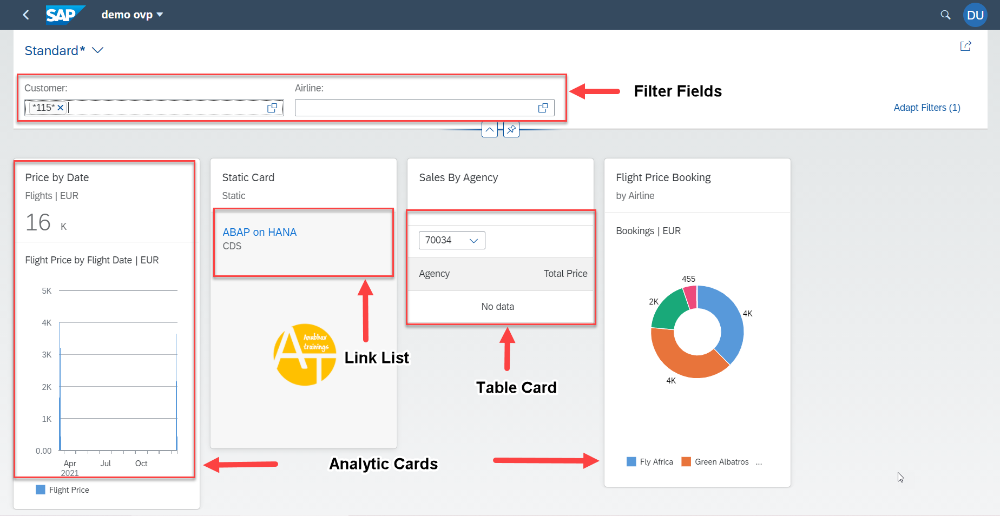 SAP demo ovp DU
Standard*
Customer: Airline:
*115*
Filter Fields
Adapt Filters (1)
Price by Date
Flights | EUR
16 K
Flight Price by Flight Date | EUR
5K
4K
3K
2K
1K
0.00
Apr Jul Oct
2021
Flight Price
Static Card
Static
ABAP on HANA
CDS
Anubhav
trainings
AT
Link List
Sales By Agency
70034
Agency Total Price
No data
Table Card
Analytic Cards
Flight Price Booking
by Airline
Bookings | EUR
455
2K
4K
4K
Fly Africa Green Albatros ...